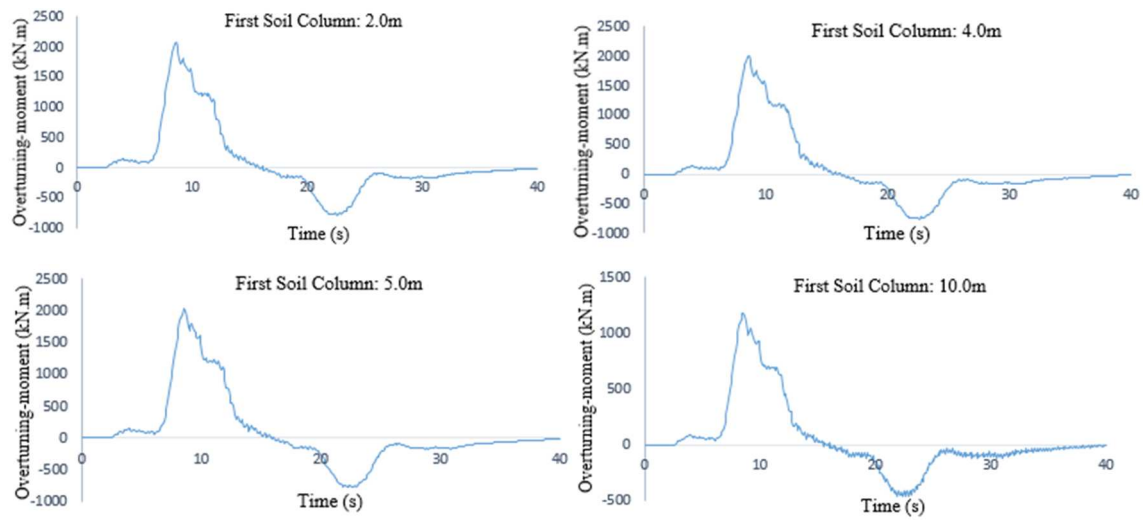 First Soil Column: 2.0m
Overturning-moment (kN.m)
2500
2000
1500
1000
500
0
-500
-1000
0 10 20 30 40
Time (s)
First Soil Column: 4.0m
Overturning-moment (kN.m)
2500
2000
1500
1000
500
0
-500
-1000
0 10 20 30 40
Time (s)
First Soil Column: 5.0m
Overturning-moment (kN.m)
2500
2000
1500
1000
500
0
-500
-1000
0 10 20 30 40
Time (s)
First Soil Column: 10.0m
Overturning-moment (kN.m)
1500
1000
500
0
-500
0 10 20 30 40
Time (s)